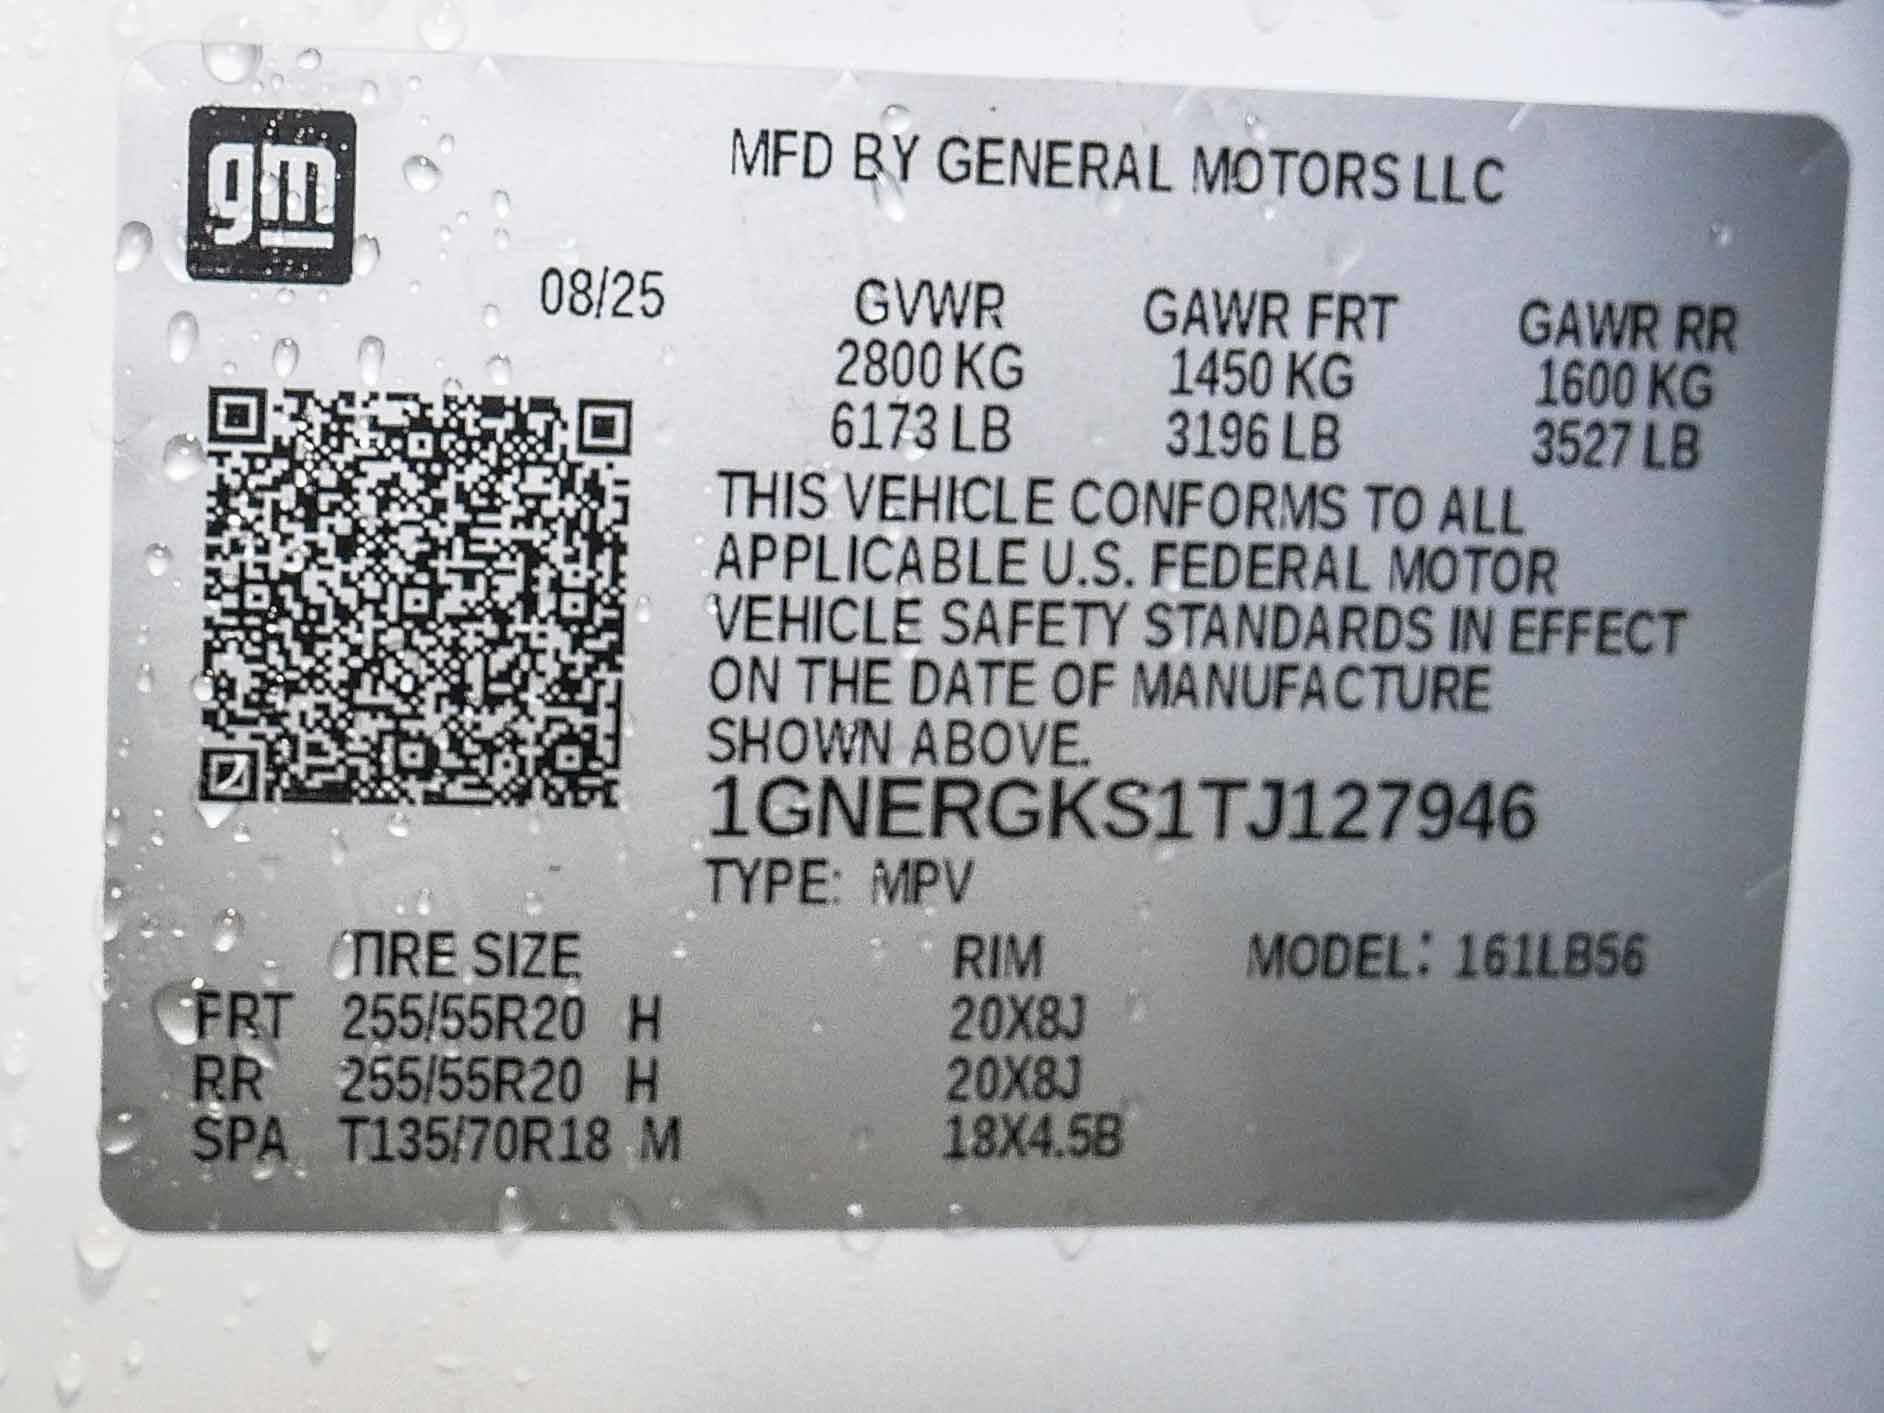 gm
MFD BY GENERAL MOTORS LLC
08/25
GVWR GAWR FRT GAWR RR
2800 KG 1450 KG 1600 KG
6173 LB 3196 LB 3527 LB
THIS VEHICLE CONFORMS TO ALL
APPLICABLE U.S. FEDERAL MOTOR
VEHICLE SAFETY STANDARDS IN EFFECT
ON THE DATE OF MANUFACTURE
SHOWN ABOVE.
1GNERGKS1TJ127946
TYPE: MPV
TIRE SIZE RIM MODEL: 161LB56
FRT 255/55R20 H 20X8J
RR 255/55R20 H 20X8J
SPA T135/70R18 M 18X4.5B